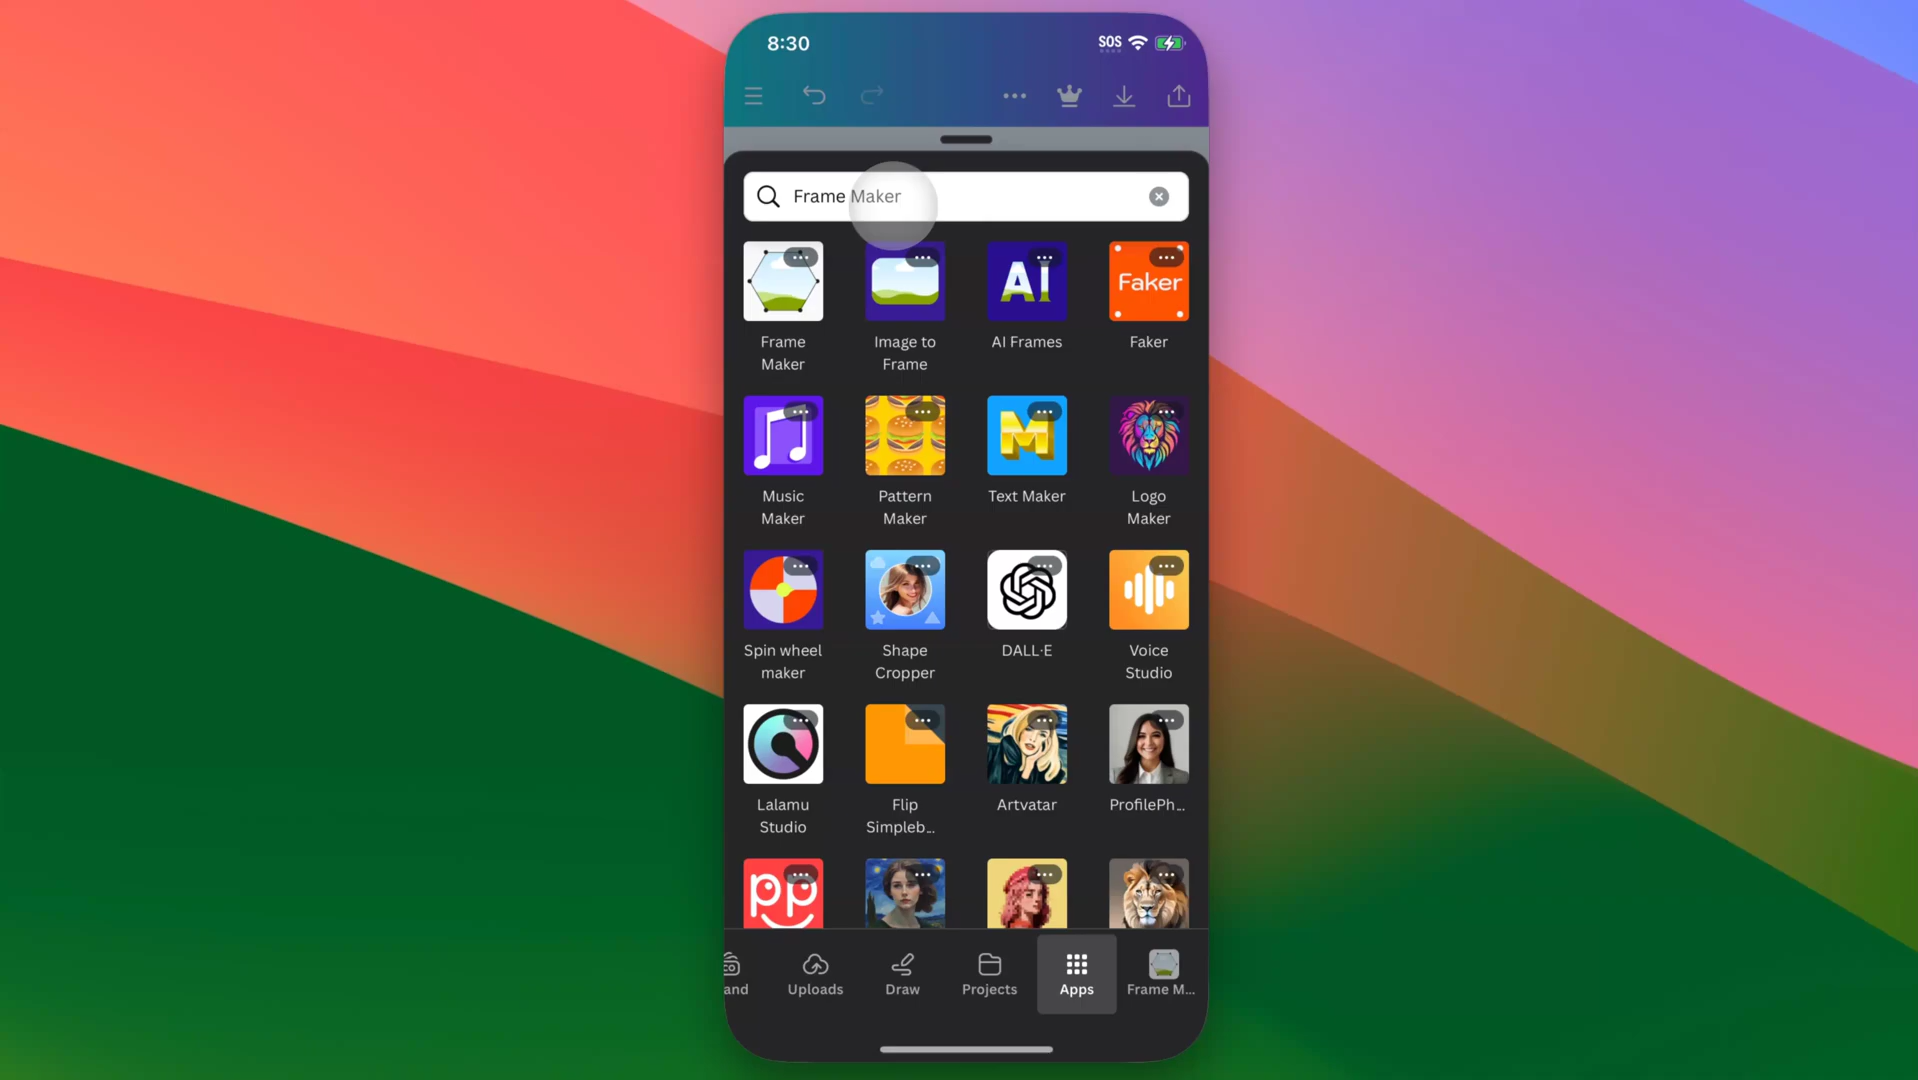 8:30
SOS
Frame Maker
AI
Faker
Frame
Maker
Image to
Frame
AI Frames
Faker
M
Music
Maker
Pattern
Maker
Text Maker
Logo
Maker
Spin wheel
maker
Shape
Cropper
DALL·E
Voice
Studio
Lalamu
Studio
Flip
Simpleb...
Artvatar
ProfilePh...
pp
and
Uploads
Draw
Projects
Apps
Frame M...